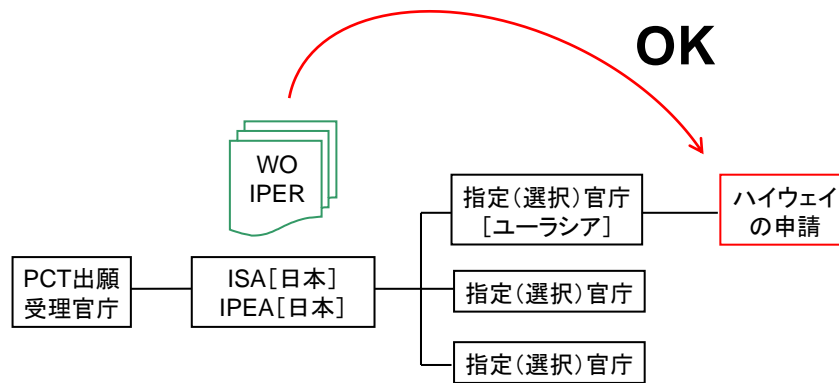 OK
WO
IPER
指定（選択）官庁
［ユーラシア］
ハイウェイ
の申請
PCT出願
受理官庁
ISA［日本］
IPEA［日本］
指定（選択）官庁
指定（選択）官庁